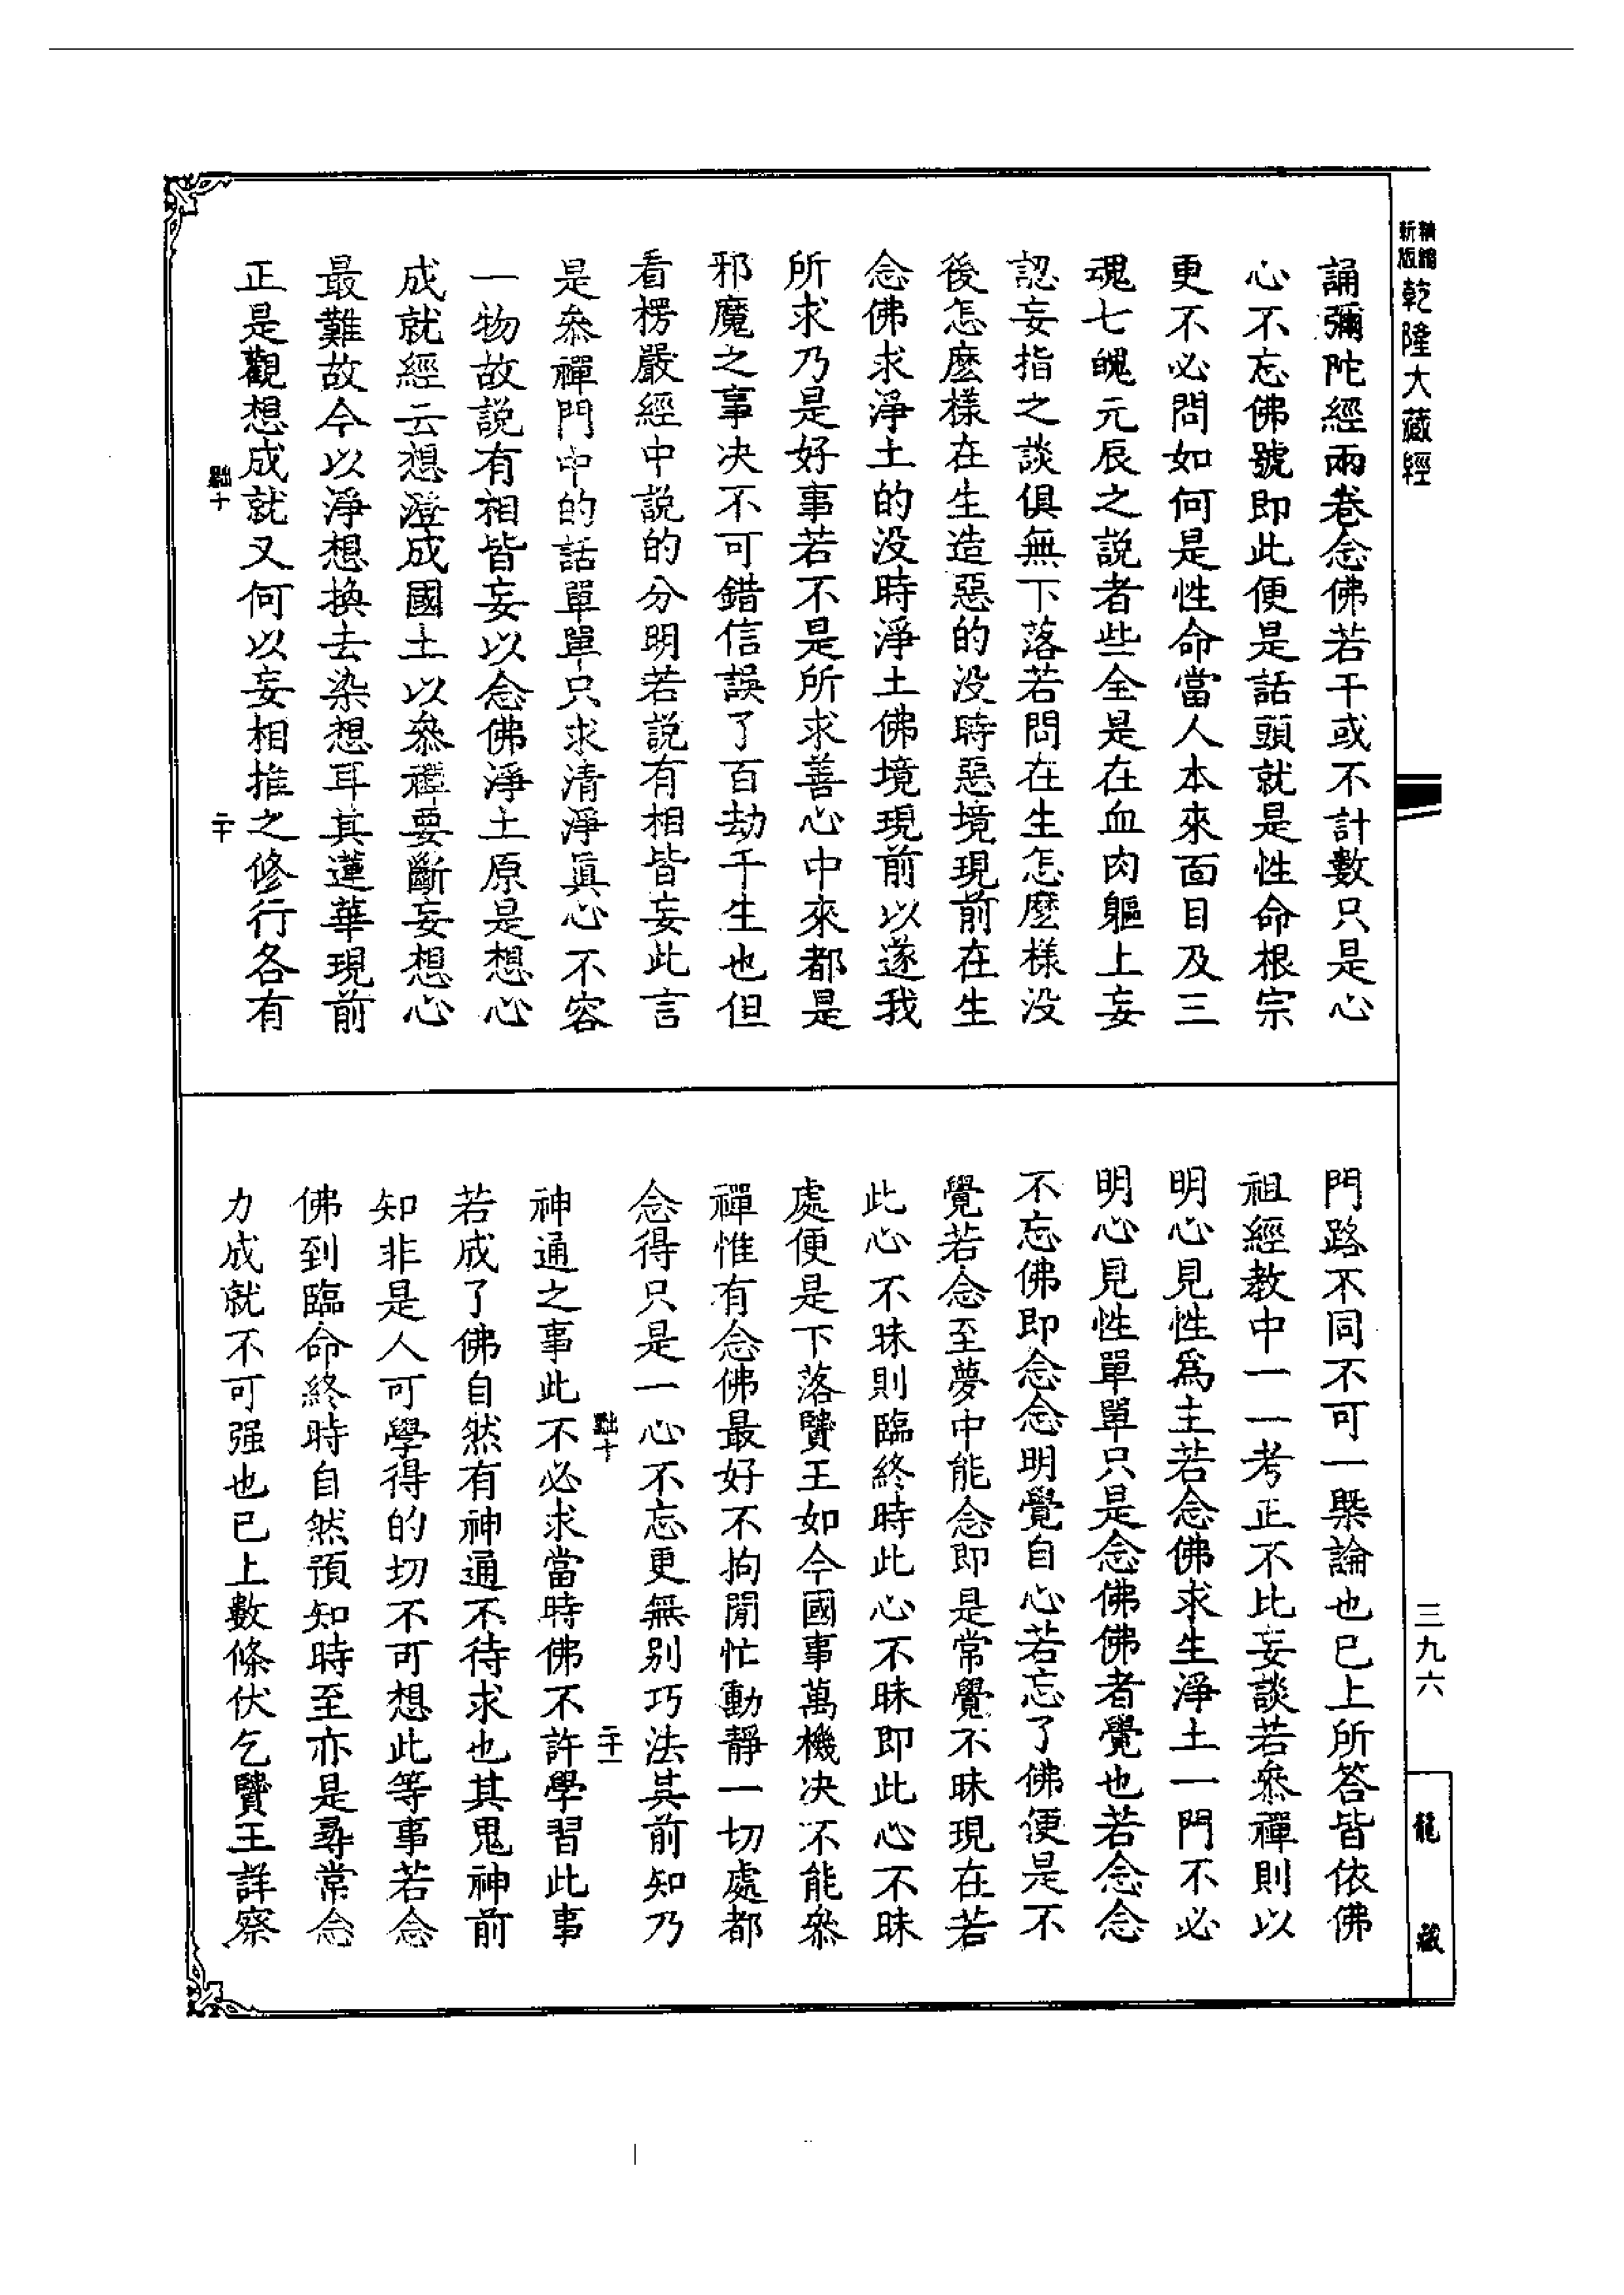 精縮
新版
乾隆大藏經
誦彌陀經兩卷念佛若干或不計數只是心
心不忘佛號即此便是話頭就是性命根宗
更不必問如何是性命當人本來面目及三
魂七魄元辰之説者些全是在血肉軀上妄
認妄指之談俱無下落若問在生怎麽樣没
後怎麽樣在生造惡的没時惡境現前在生
念佛求淨土的没時淨土佛境現前以遂我
所求乃是好事若不是所求善心中來都是
邪魔之事决不可錯信誤了百劫千生也但
看楞嚴經中説的分明若説有相皆妄此言
是叅禪門中的話單單只求清淨眞心不容
一物故説有相皆妄以念佛淨土原是想心
成就經云想澄成國土以叅禪要斷妄想心
最難故今以淨想換去染想耳其蓮華現前
正是觀想成就又何以妄相推之修行各有
黜十
二十
門路不同不可一槩論也已上所答皆依佛
祖經教中一一考正不比妄談若叅禪則以
明心見性爲主若念佛求生淨土一門不必
明心見性單單只是念佛佛者覺也若念念
不忘佛即念念明覺自心若忘了佛便是不
覺若念至夢中能念即是常覺不昧現在若
此心不昧則臨終時此心不昧即此心不昧
處便是下落贒王如今國事萬機决不能叅
禪惟有念佛最好不拘閒忙動靜一切處都
念得只是一心不忘更無别巧法其前知乃
黜十
二十一
神通之事此不必求當時佛不許學習此事
若成了佛自然有神通不待求也其鬼神前
知非是人可學得的切不可想此等事若念
佛到臨命終時自然預知時至亦是尋常念
力成就不可强也已上數條伏乞贒王詳察
三九六
龍藏